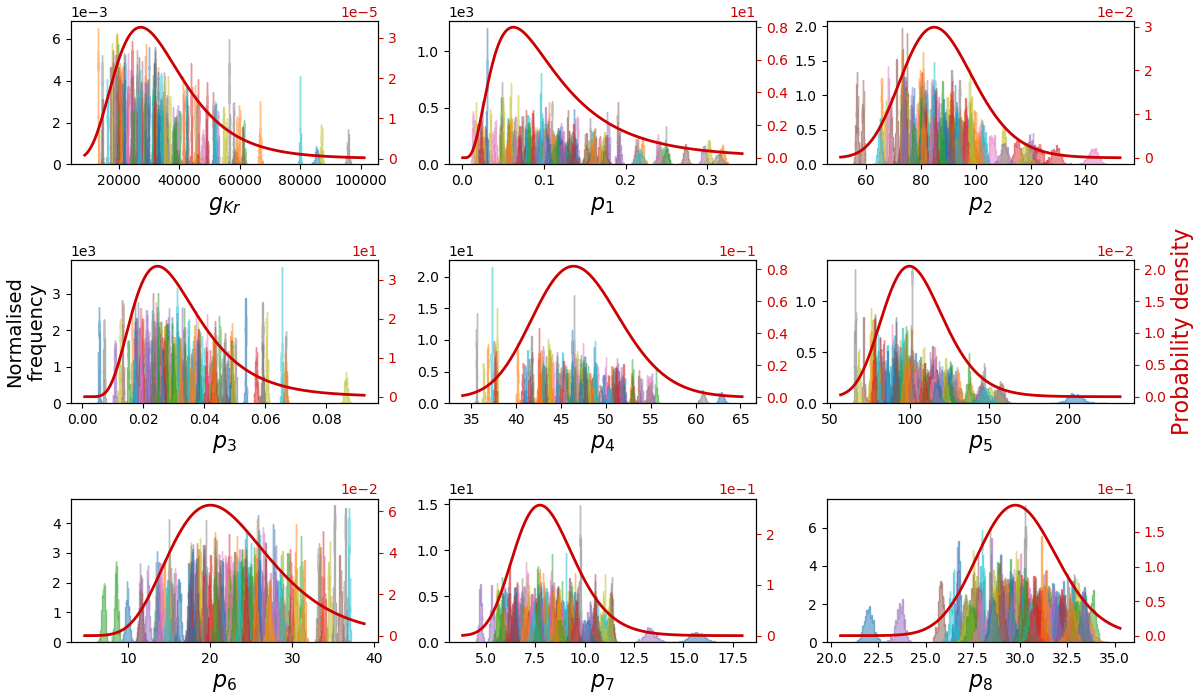 1e−3 1e−5 1e3 1e1 1e−2
6 4 2 0
3 2 1 0
20000 40000 60000 80000 100000
g_Kr
1.0 0.5 0.0
0.8 0.6 0.4 0.2 0.0
0.0 0.1 0.2 0.3
p_1
2.0 1.5 1.0 0.5 0.0
3 2 1 0
60 80 100 120 140
p_2
Normalised
frequency
Probability density
1e3 1e1 1e1 1e−1 1e−2
3 2 1 0
3 2 1 0
0.00 0.02 0.04 0.06 0.08
p_3
2.0 1.5 1.0 0.5 0.0
0.8 0.6 0.4 0.2 0.0
35 40 45 50 55 60 65
p_4
1.0 0.5 0.0
2.0 1.5 1.0 0.5 0.0
50 100 150 200
p_5
1e−2 1e1 1e−1 1e−1
4 3 2 1 0
6 4 2 0
10 20 30 40
p_6
1.5 1.0 0.5 0.0
2 1 0
5.0 7.5 10.0 12.5 15.0 17.5
p_7
6 4 2 0
1.5 1.0 0.5 0.0
20.0 22.5 25.0 27.5 30.0 32.5 35.0
p_8